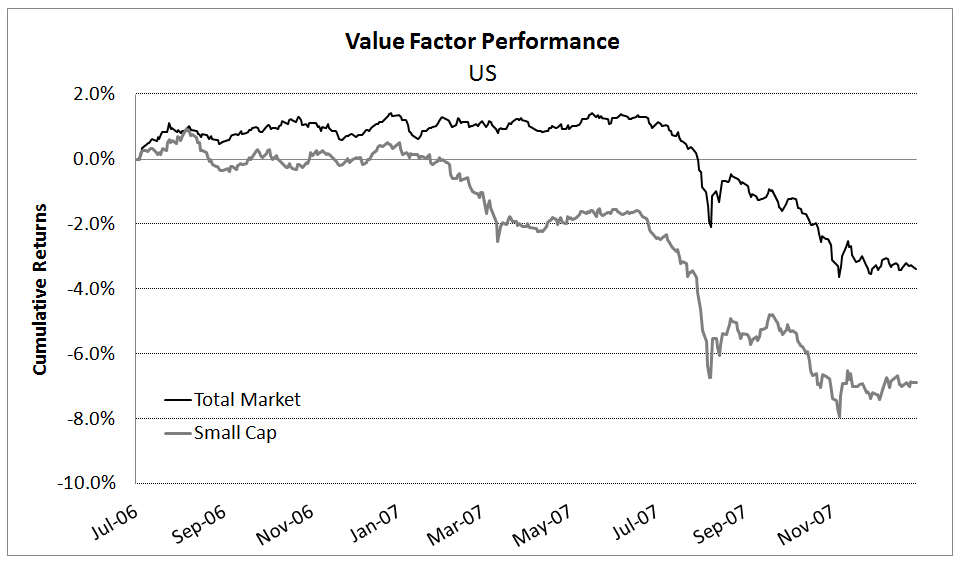 Value Factor Performance
US
Cumulative Returns
2.0%
0.0%
-2.0%
-4.0%
-6.0%
-8.0%
-10.0%
Total Market
Small Cap
Jul-06
Sep-06
Nov-06
Jan-07
Mar-07
May-07
Jul-07
Sep-07
Nov-07